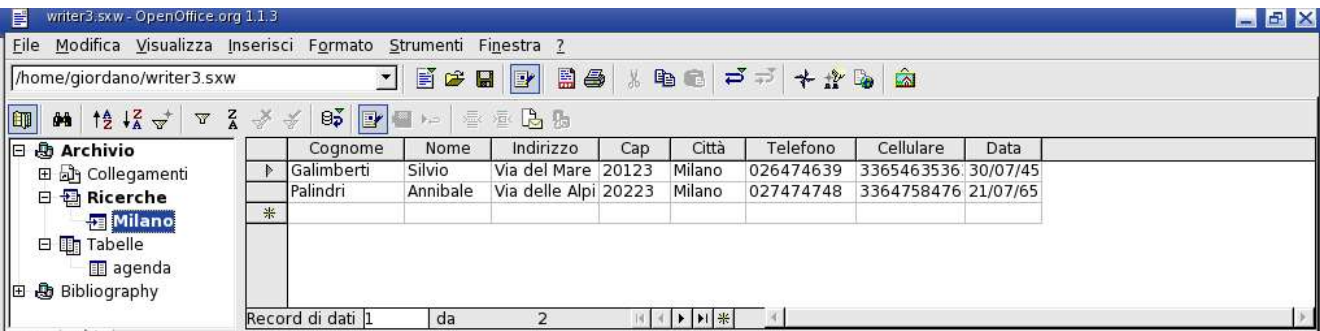 writer3.sxw - OpenOffice.org 1.1.3
File Modifica Visualizza Inserisci Formato Strumenti Finestra ?
/home/giordano/writer3.sxw
Archivio
Collegamenti
Ricerche
Milano
Tabelle
agenda
Bibliography
Cognome Nome Indirizzo Cap Città Telefono Cellulare Data
Galimberti Silvio Via del Mare 20123 Milano 026474639 3365463536 30/07/45
Palindri Annibale Via delle Alpi 20223 Milano 027474748 3364758476 21/07/65
Record di dati 1 da 2